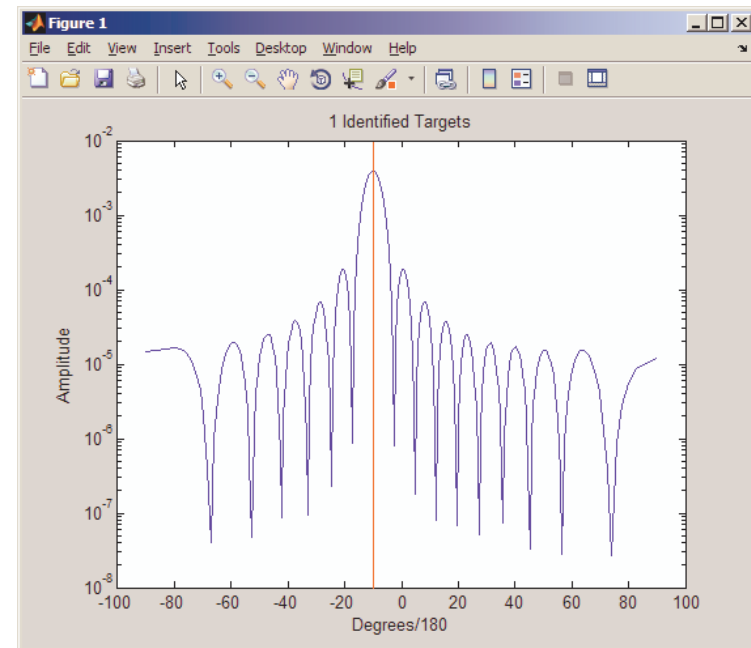 Figure 1
File Edit View Insert Tools Desktop Window Help
1 Identified Targets
10^-2
10^-3
10^-4
10^-5
10^-6
10^-7
10^-8
Amplitude
-100 -80 -60 -40 -20 0 20 40 60 80 100
Degrees/180